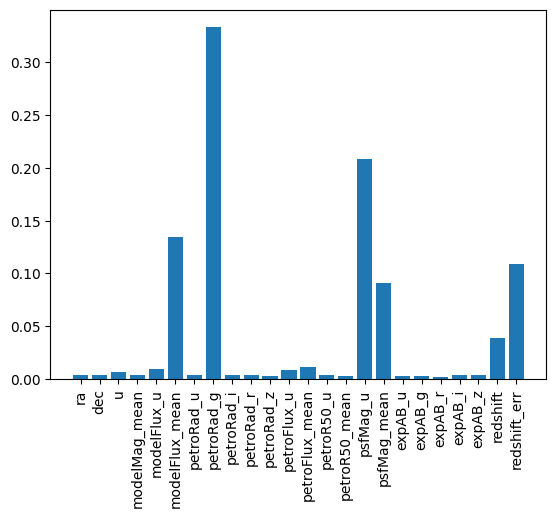 0.30
0.25
0.20
0.15
0.10
0.05
0.00
ra
dec
u
modelMag_mean
modelFlux_u
modelFlux_mean
petroRad_u
petroRad_g
petroRad_i
petroRad_r
petroRad_z
petroFlux_u
petroFlux_mean
petroR50_u
petroR50_mean
psfMag_u
psfMag_mean
expAB_u
expAB_g
expAB_r
expAB_i
expAB_z
redshift
redshift_err